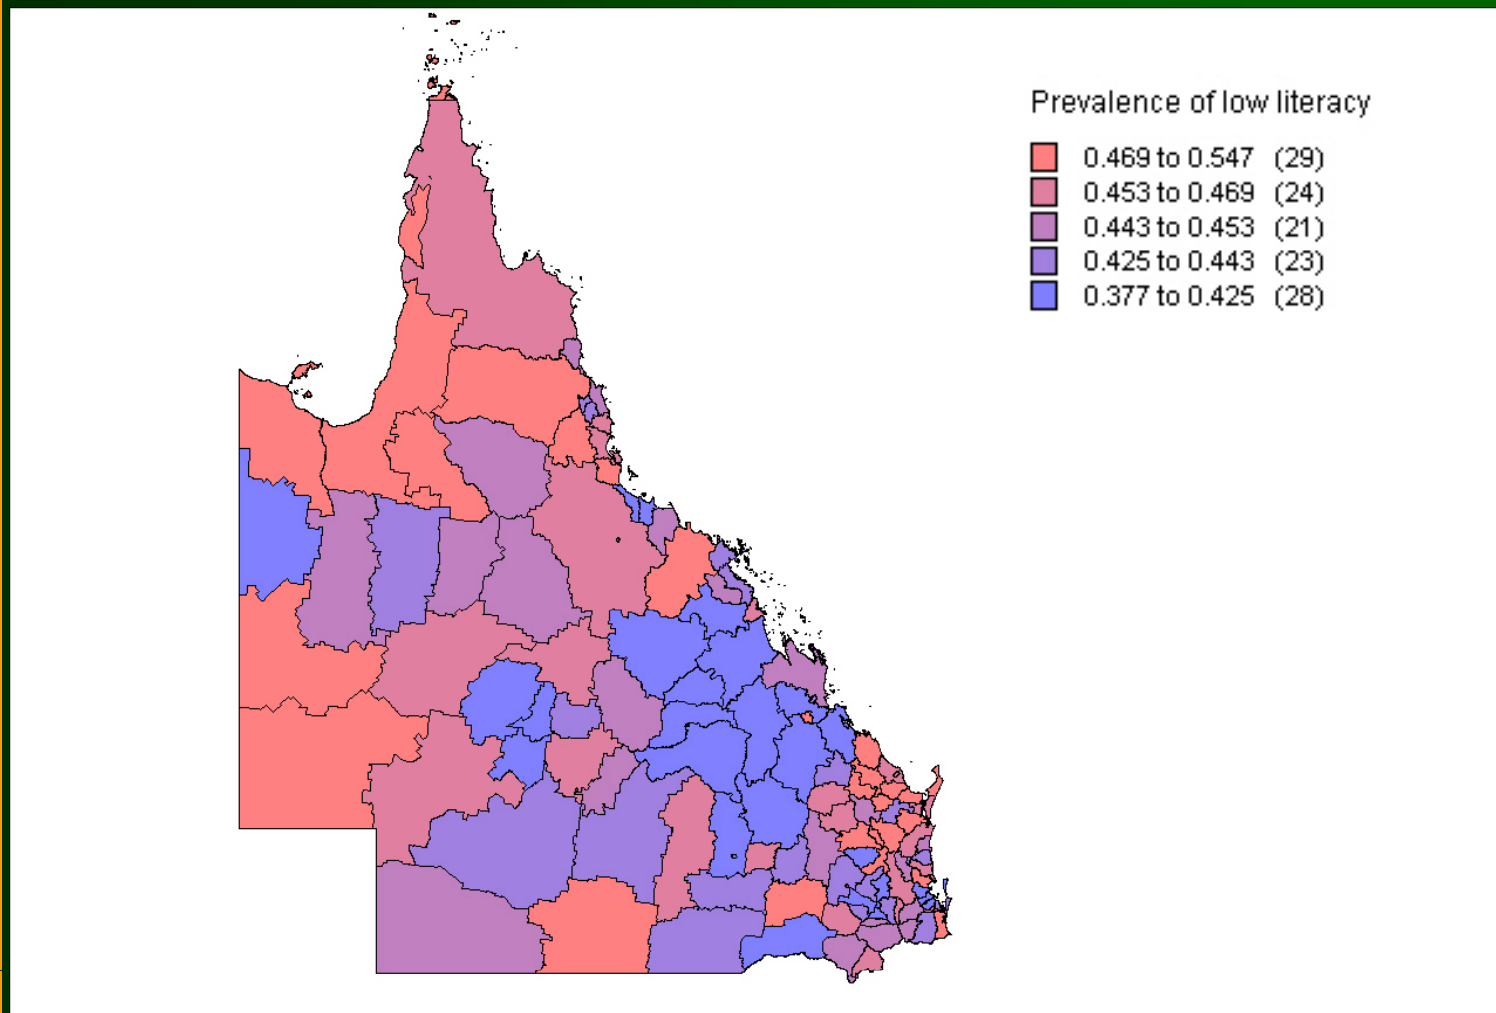 Prevalence of low literacy
0.469 to 0.547 (29)
0.453 to 0.469 (24)
0.443 to 0.453 (21)
0.425 to 0.443 (23)
0.377 to 0.425 (28)